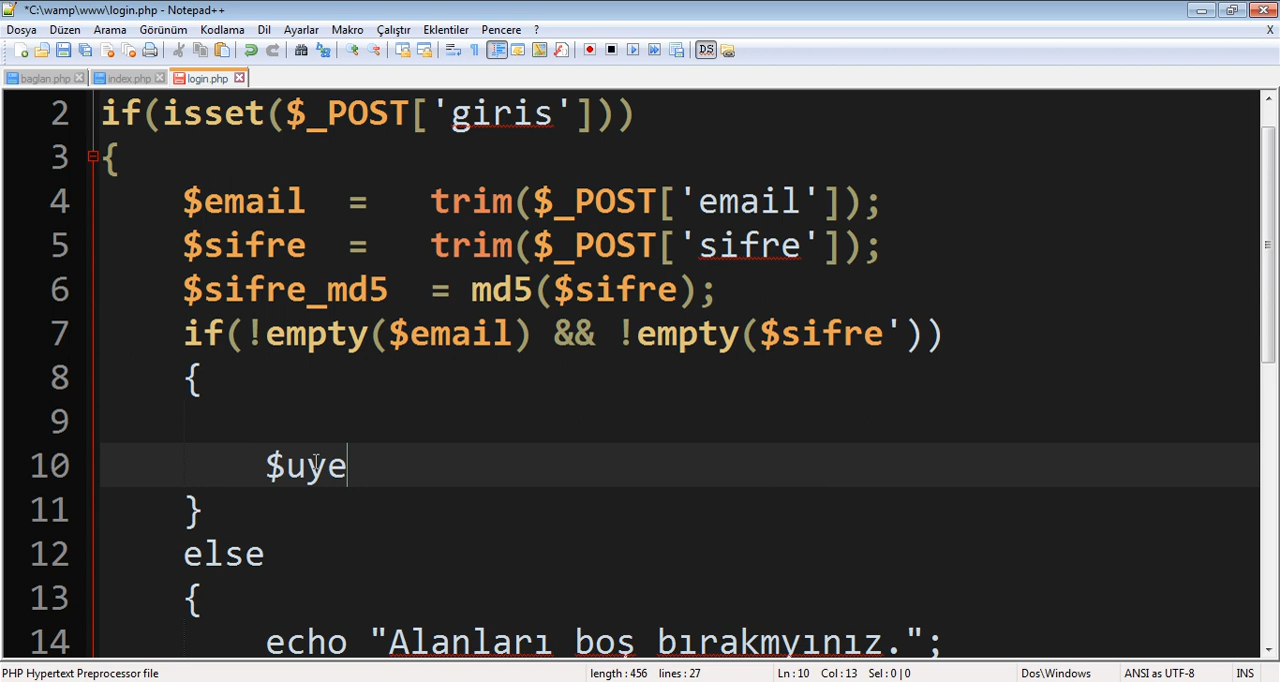 *C:\wamp\www\login.php - Notepad++
Dosya Düzen Arama Görünüm Kodlama Dil Ayarlar Makro Çalıştır Eklentiler Pencere ? X
baglan.php index.php login.php
2 if(isset($_POST['giris']))
3 {
4 $email = trim($_POST['email']);
5 $sifre = trim($_POST['sifre']);
6 $sifre_md5 = md5($sifre);
7 if(!empty($email) && !empty($sifre'))
8 {
9
10 $uye
11 }
12 else
13 {
14 echo "Alanları boş bırakmyınız.";
PHP Hypertext Preprocessor file length : 456 lines : 27 Ln : 10 Col : 13 Sel : 0 | 0 Dos\Windows ANSI as UTF-8 INS